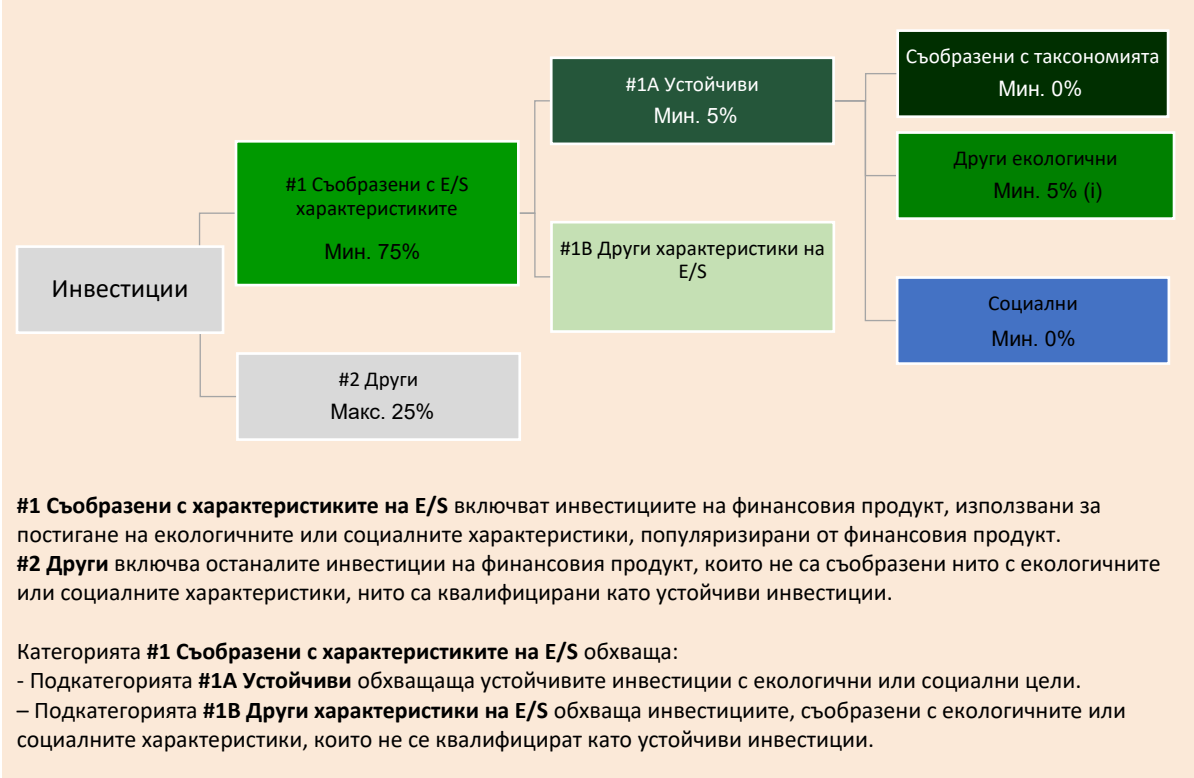 Инвестиции
#1 Съобразени с E/S
характеристиките
Мин. 75%
#2 Други
Макс. 25%
#1A Устойчиви
Мин. 5%
#1B Други характеристики на
E/S
Съобразени с таксономията
Мин. 0%
Други екологични
Мин. 5% (i)
Социални
Мин. 0%
#1 Съобразени с характеристиките на E/S включват инвестициите на финансовия продукт, използвани за
постигане на екологичните или социалните характеристики, популяризирани от финансовия продукт.
#2 Други включва останалите инвестиции на финансовия продукт, които не са съобразени нито с екологичните
или социалните характеристики, нито са квалифицирани като устойчиви инвестиции.
Категорията #1 Съобразени с характеристиките на E/S обхваща:
- Подкатегорията #1A Устойчиви обхващаща устойчивите инвестиции с екологични или социални цели.
– Подкатегорията #1B Други характеристики на E/S обхваща инвестициите, съобразени с екологичните или
социалните характеристики, които не се квалифицират като устойчиви инвестиции.